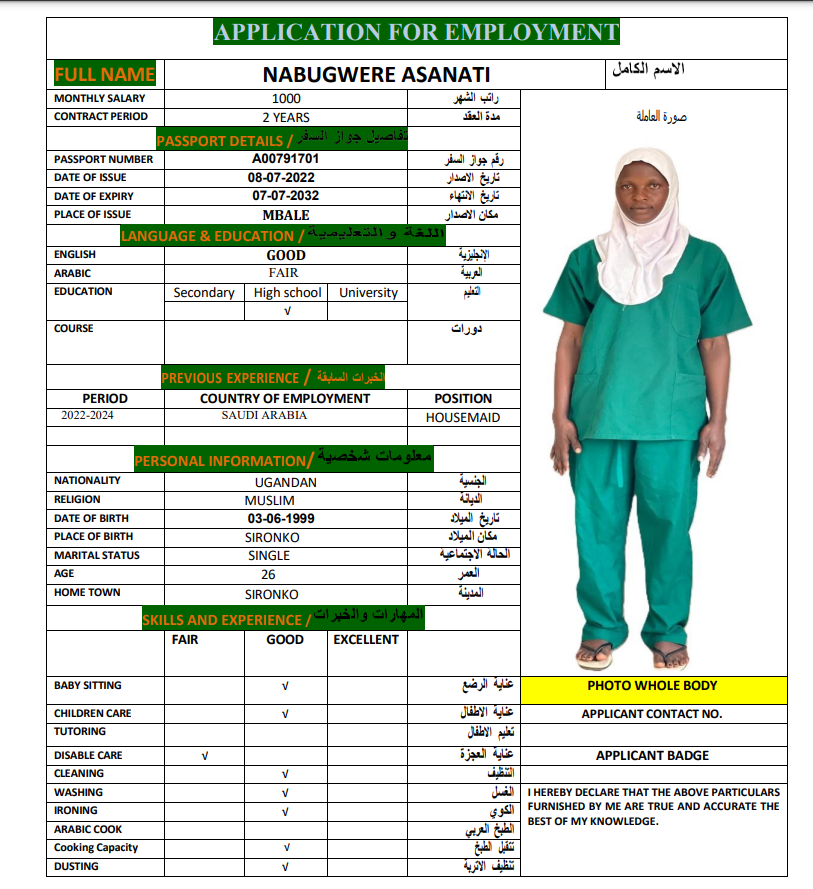 APPLICATION FOR EMPLOYMENT
FULL NAME NABUGWERE ASANATI الاسم الكامل
MONTHLY SALARY 1000 راتب الشهر
CONTRACT PERIOD 2 YEARS مدة العقد
صورة العاملة
PASSPORT DETAILS / تفاصيل جواز السفر
PASSPORT NUMBER A00791701 رقم جواز السفر
DATE OF ISSUE 08-07-2022 تاريخ الاصدار
DATE OF EXPIRY 07-07-2032 تاريخ الانتهاء
PLACE OF ISSUE MBALE مكان الاصدار
LANGUAGE & EDUCATION / اللغة و التعليمية
ENGLISH GOOD الإنجليزية
ARABIC FAIR العربية
EDUCATION Secondary High school University التعليم
√
COURSE دورات
PREVIOUS EXPERIENCE / الخبرات السابقة
PERIOD COUNTRY OF EMPLOYMENT POSITION
2022-2024 SAUDI ARABIA HOUSEMAID
PERSONAL INFORMATION/ معلومات شخصية
NATIONALITY UGANDAN الجنسية
RELIGION MUSLIM الديانة
DATE OF BIRTH 03-06-1999 تاريخ الميلاد
PLACE OF BIRTH SIRONKO مكان الميلاد
MARITAL STATUS SINGLE الحالة الاجتماعية
AGE 26 العمر
HOME TOWN SIRONKO المدينة
SKILLS AND EXPERIENCE / المهارات والخبرات
FAIR GOOD EXCELLENT
BABY SITTING √ عناية الرضع PHOTO WHOLE BODY
CHILDREN CARE √ عناية الاطفال APPLICANT CONTACT NO.
TUTORING تعليم الاطفال
DISABLE CARE √ عناية العجزة APPLICANT BADGE
CLEANING √ التنظيف
WASHING √ الغسل I HEREBY DECLARE THAT THE ABOVE PARTICULARS
IRONING √ الكوي FURNISHED BY ME ARE TRUE AND ACCURATE THE
BEST OF MY KNOWLEDGE.
ARABIC COOK الطبخ العربي
Cooking Capacity √ تتقبل الطبخ
DUSTING √ تنظيف الاتربة